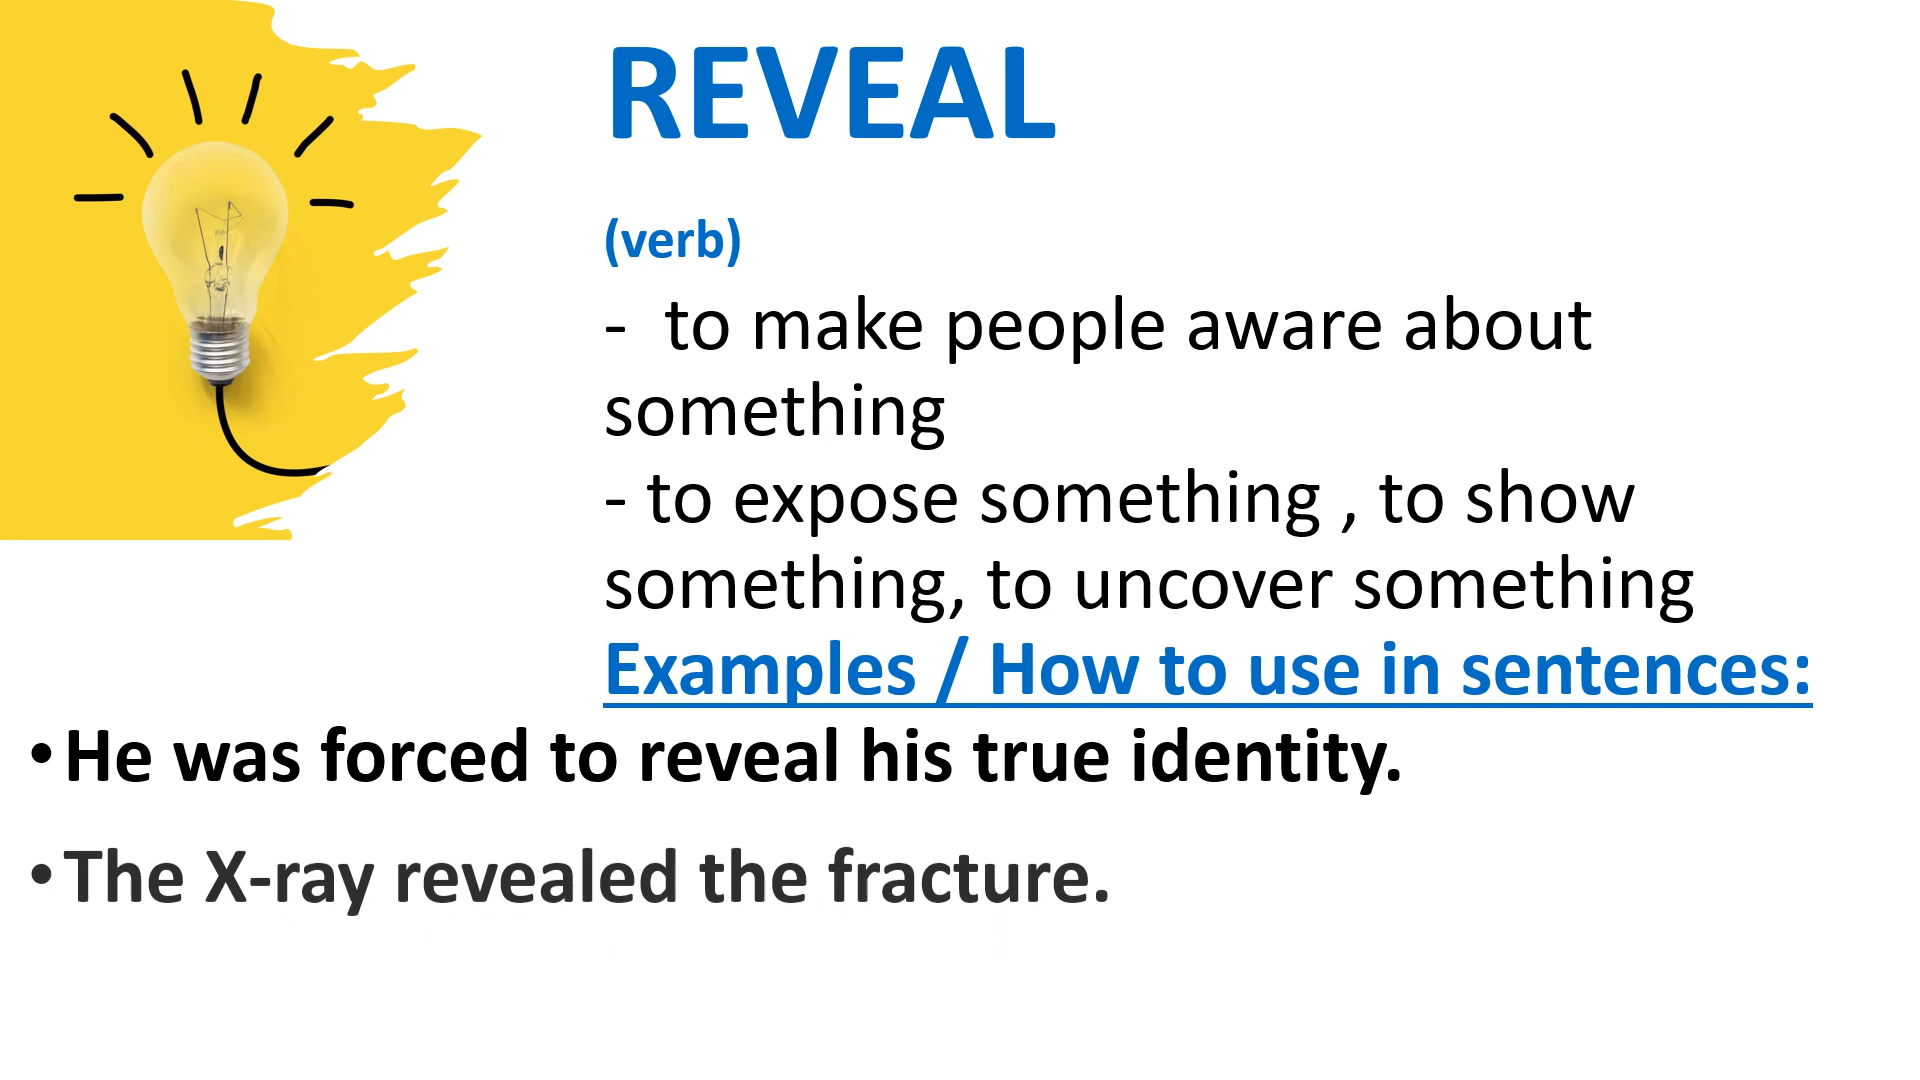 REVEAL
(verb)
- to make people aware about
something
- to expose something , to show
something, to uncover something
Examples / How to use in sentences:
•He was forced to reveal his true identity.
•The X-ray revealed the fracture.